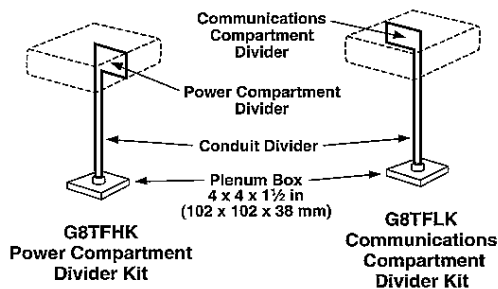 Communications
Compartment
Divider
Power Compartment
Divider
Conduit Divider
Plenum Box
4 x 4 x 1½ in
(102 x 102 x 38 mm)
G8TFHK
Power Compartment
Divider Kit
G8TFLK
Communications
Compartment
Divider Kit